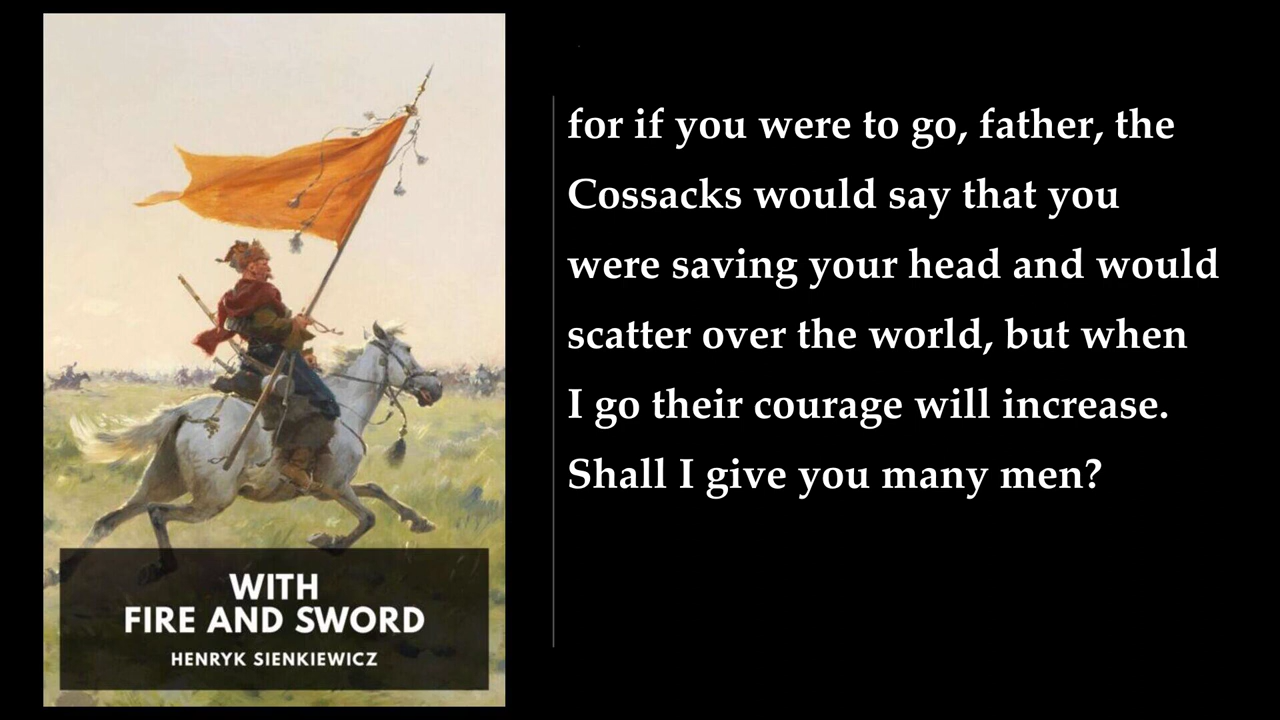 WITH
FIRE AND SWORD
HENRYK SIENKIEWICZ
for if you were to go, father, the
Cossacks would say that you
were saving your head and would
scatter over the world, but when
I go their courage will increase.
Shall I give you many men?